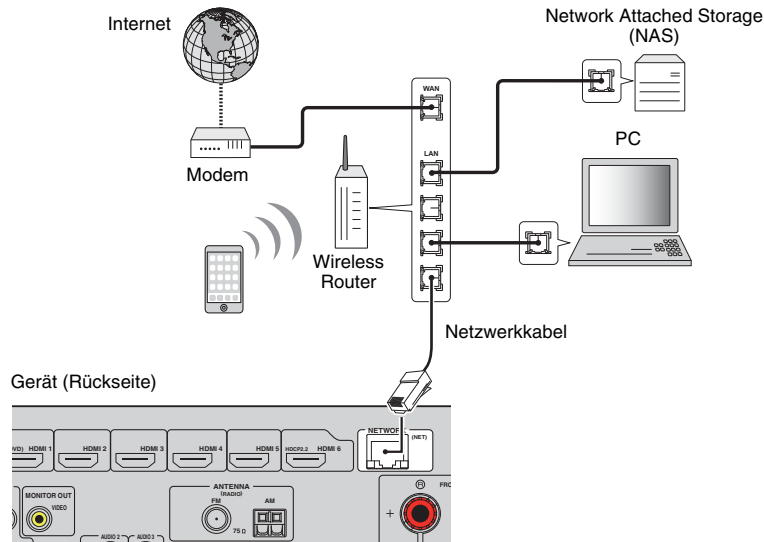 Internet
Network Attached Storage
(NAS)
WAN
LAN
PC
Modem
Wireless
Router
Netzwerkkabel
Gerät (Rückseite)
VD) HDMI 1
HDMI 2
HDMI 3
HDMI 4
HDMI 5
HDCP2.2 HDMI 6
NETWORK
(NET)
MONITOR OUT
VIDEO
ANTENNA
(RADIO)
FM
AM
75 Ω
R
FRO
+
AUDIO 2
AUDIO 3